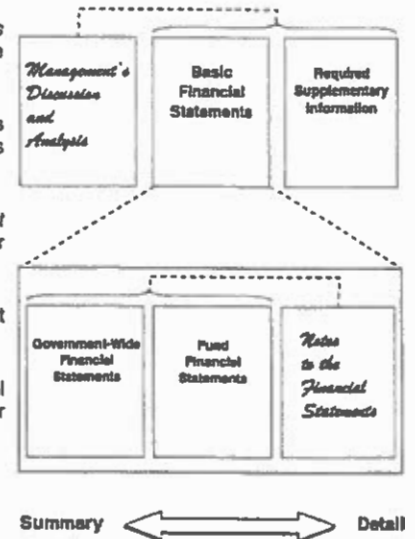 Management's
Discussion
and
Analysis
Basic
Financial
Statements
Required
Supplementary
Information
Government-Wide
Financial
Statements
Fund
Financial
Statements
Notes
to the
Financial
Statements
Summary
Detail